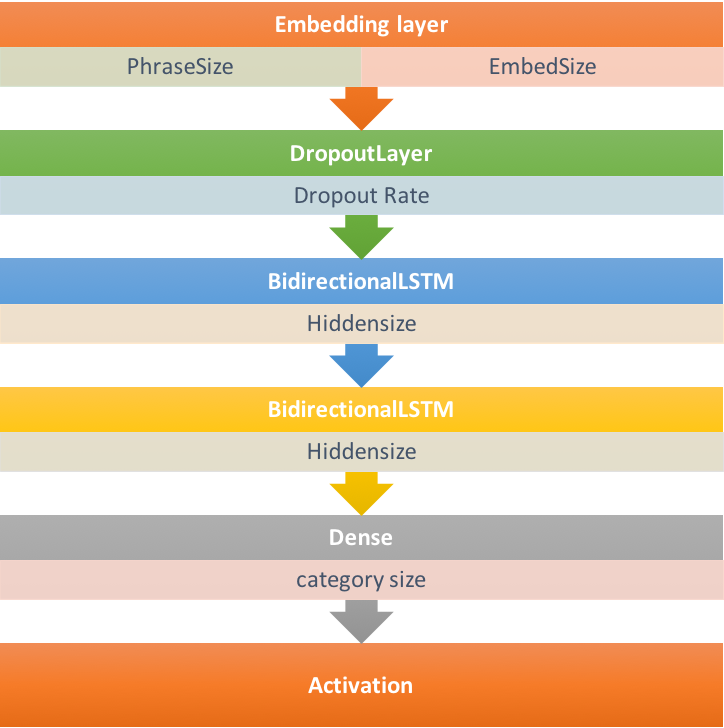 Embedding layer
PhraseSize EmbedSize
DropoutLayer
Dropout Rate
BidirectionalLSTM
Hiddensize
BidirectionalLSTM
Hiddensize
Dense
category size
Activation